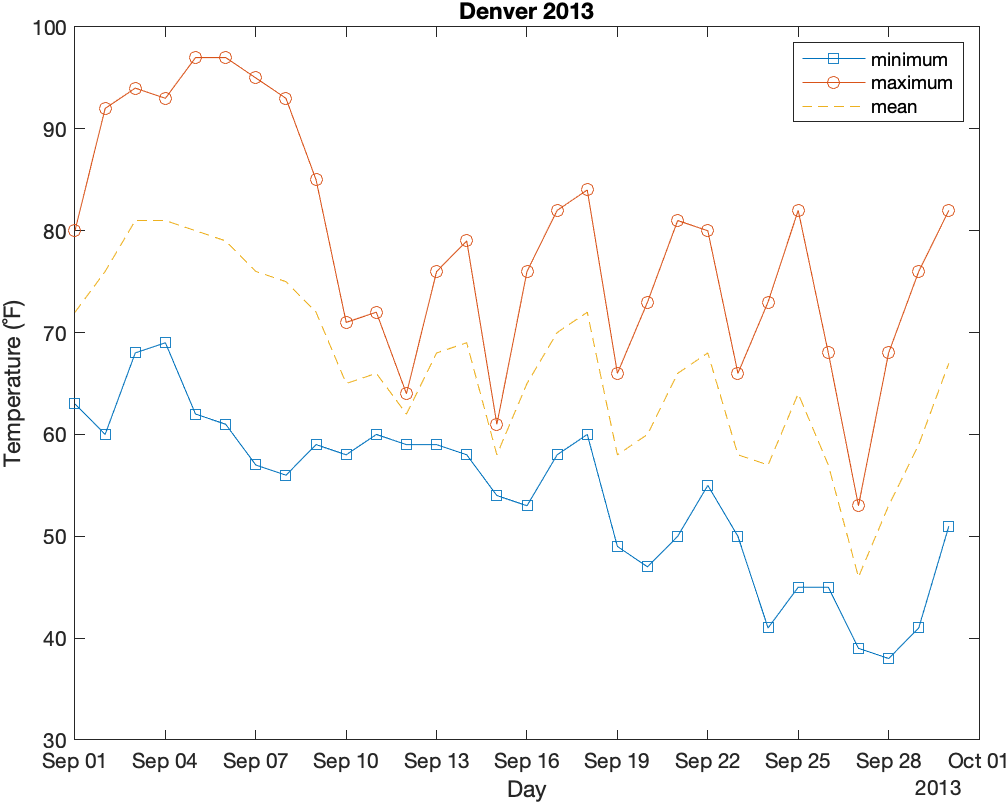 Denver 2013
minimum
maximum
mean
100
90
80
70
60
50
40
30
Temperature (°F)
Sep 01 Sep 04 Sep 07 Sep 10 Sep 13 Sep 16 Sep 19 Sep 22 Sep 25 Sep 28 Oct 01
Day
2013